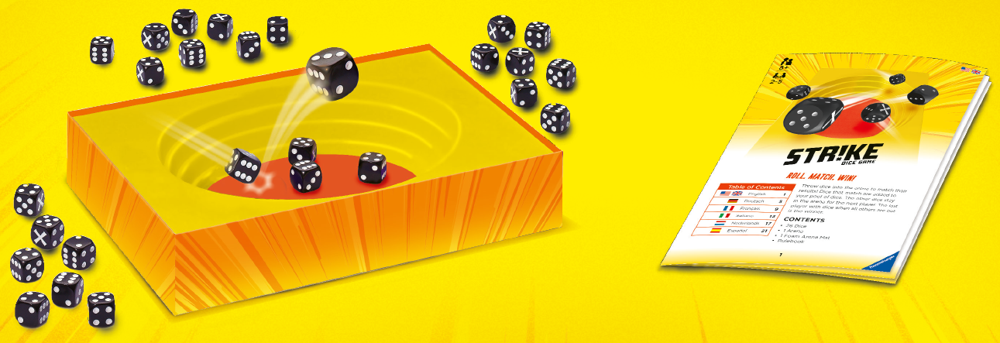 8+
2-5
STR!KE
DICE GAME
ROLL. MATCH. WIN!
Table of Contents
English 1
Deutsch 5
Français 9
Italiano 13
Nederlands 17
Español 21
Throw dice into the arena to match their
results! Dice that match are added to
your pool of dice. The other dice stay
in the arena for the next player. The last
player with dice when all others are out
is the winner.
CONTENTS
• 26 Dice
• 1 Arena
• 1 Foam Arena Mat
• Rulebook
1
Ravensburger